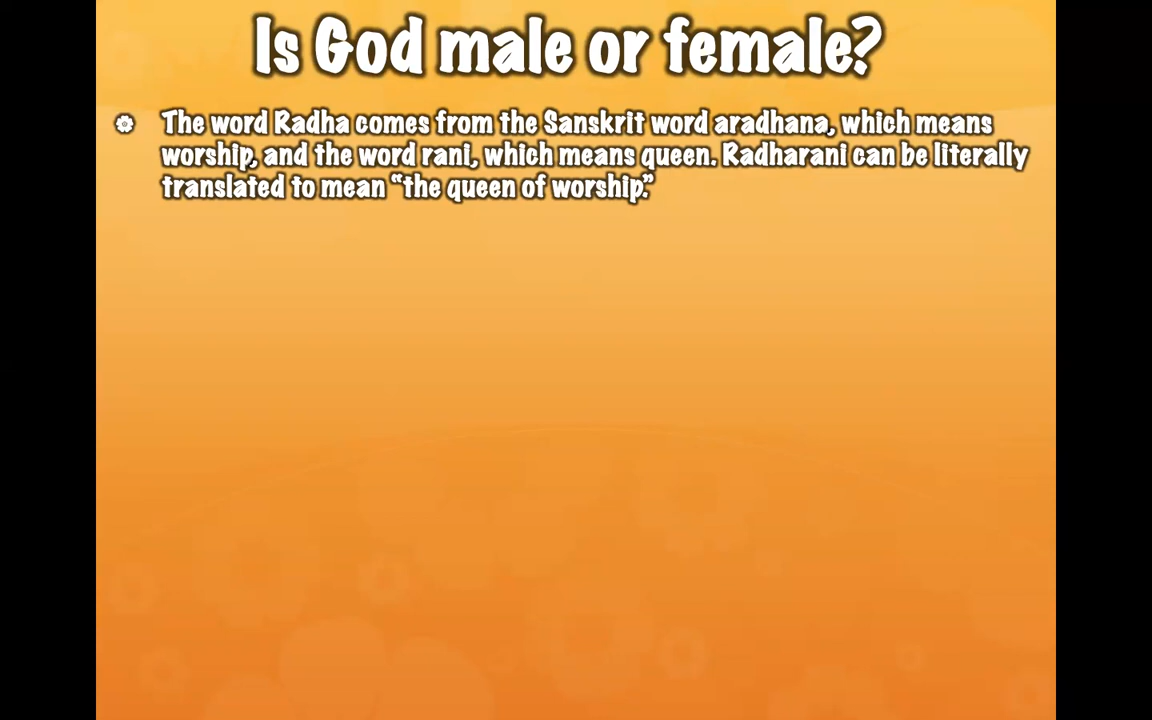 Is God male or female?
The word Radha comes from the Sanskrit word aradhana, which means
worship, and the word rani, which means queen. Radharani can be literally
translated to mean “the queen of worship.”